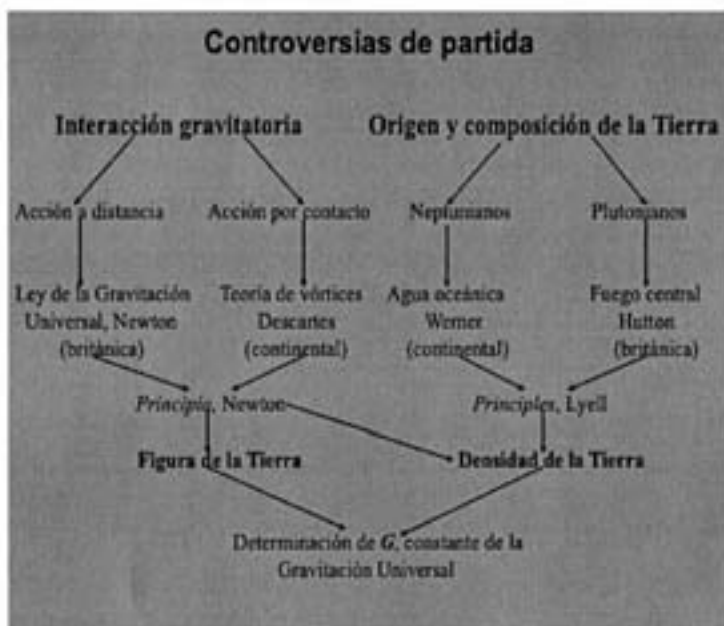 Controversias de partida
Interacción gravitatoria
Origen y composición de la Tierra
Acción a distancia
Acción por contacto
Neptunianos
Plutonianos
Ley de la Gravitación
Universal, Newton
(británica)
Teoría de vórtices
Descartes
(continental)
Agua oceánica
Werner
(continental)
Fuego central
Hutton
(británica)
Principia, Newton
Principles, Lyell
Figura de la Tierra
Densidad de la Tierra
Determinación de G, constante de la
Gravitación Universal